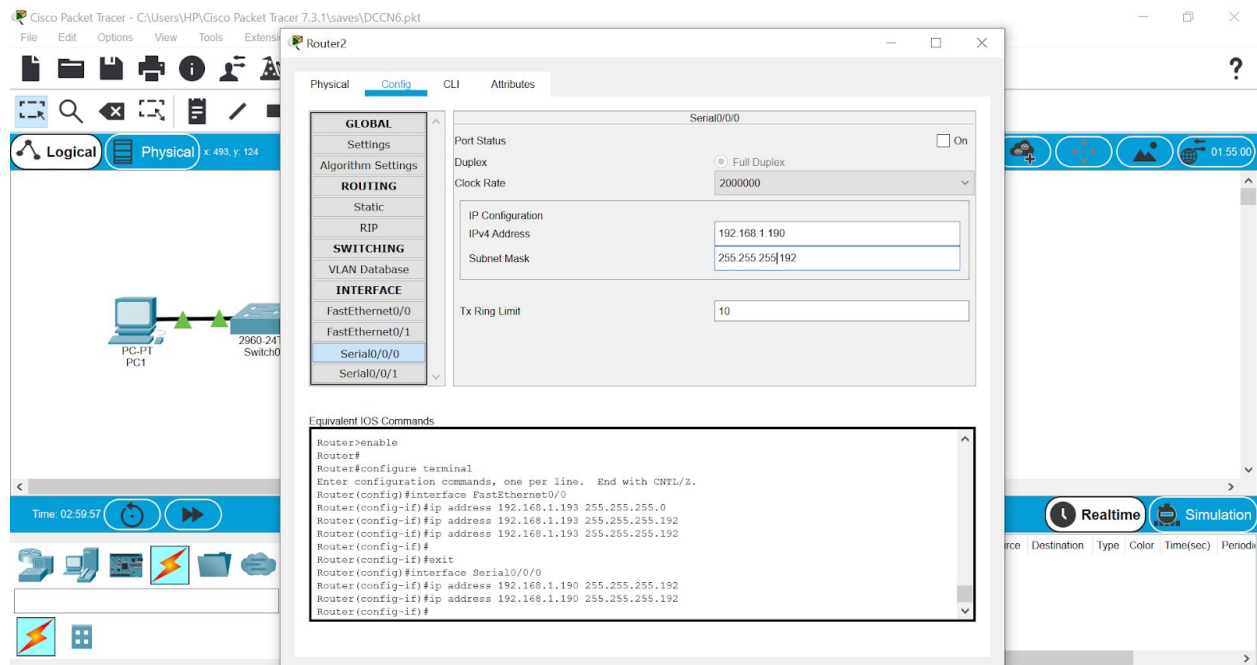 Cisco Packet Tracer - C:\Users\HP\Cisco Packet Tracer 7.3.1\saves\DCCN6.pkt
File Edit Options View Tools Extensi
Router2
Physical Config CLI Attributes
?
Logical Physical x: 493, y: 124
01:55:00
GLOBAL
Settings
Algorithm Settings
ROUTING
Static
RIP
SWITCHING
VLAN Database
INTERFACE
FastEthernet0/0
FastEthernet0/1
Serial0/0/0
Serial0/0/1
Serial0/0/0
Port Status On
Duplex Full Duplex
Clock Rate 2000000
IP Configuration
IPv4 Address 192.168.1.190
Subnet Mask 255.255.255.192
Tx Ring Limit 10
PC-PT
PC1
2960-24T
Switch0
Equivalent IOS Commands
Router>enable
Router#
Router#configure terminal
Enter configuration commands, one per line. End with CNTL/Z.
Router(config)#interface FastEthernet0/0
Router(config-if)#ip address 192.168.1.193 255.255.255.0
Router(config-if)#ip address 192.168.1.193 255.255.255.192
Router(config-if)#ip address 192.168.1.193 255.255.255.192
Router(config-if)#
Router(config-if)#exit
Router(config)#interface Serial0/0/0
Router(config-if)#ip address 192.168.1.190 255.255.255.192
Router(config-if)#ip address 192.168.1.190 255.255.255.192
Router(config-if)#
Time: 02:59:57
Realtime Simulation
rce Destination Type Color Time(sec) Periodi